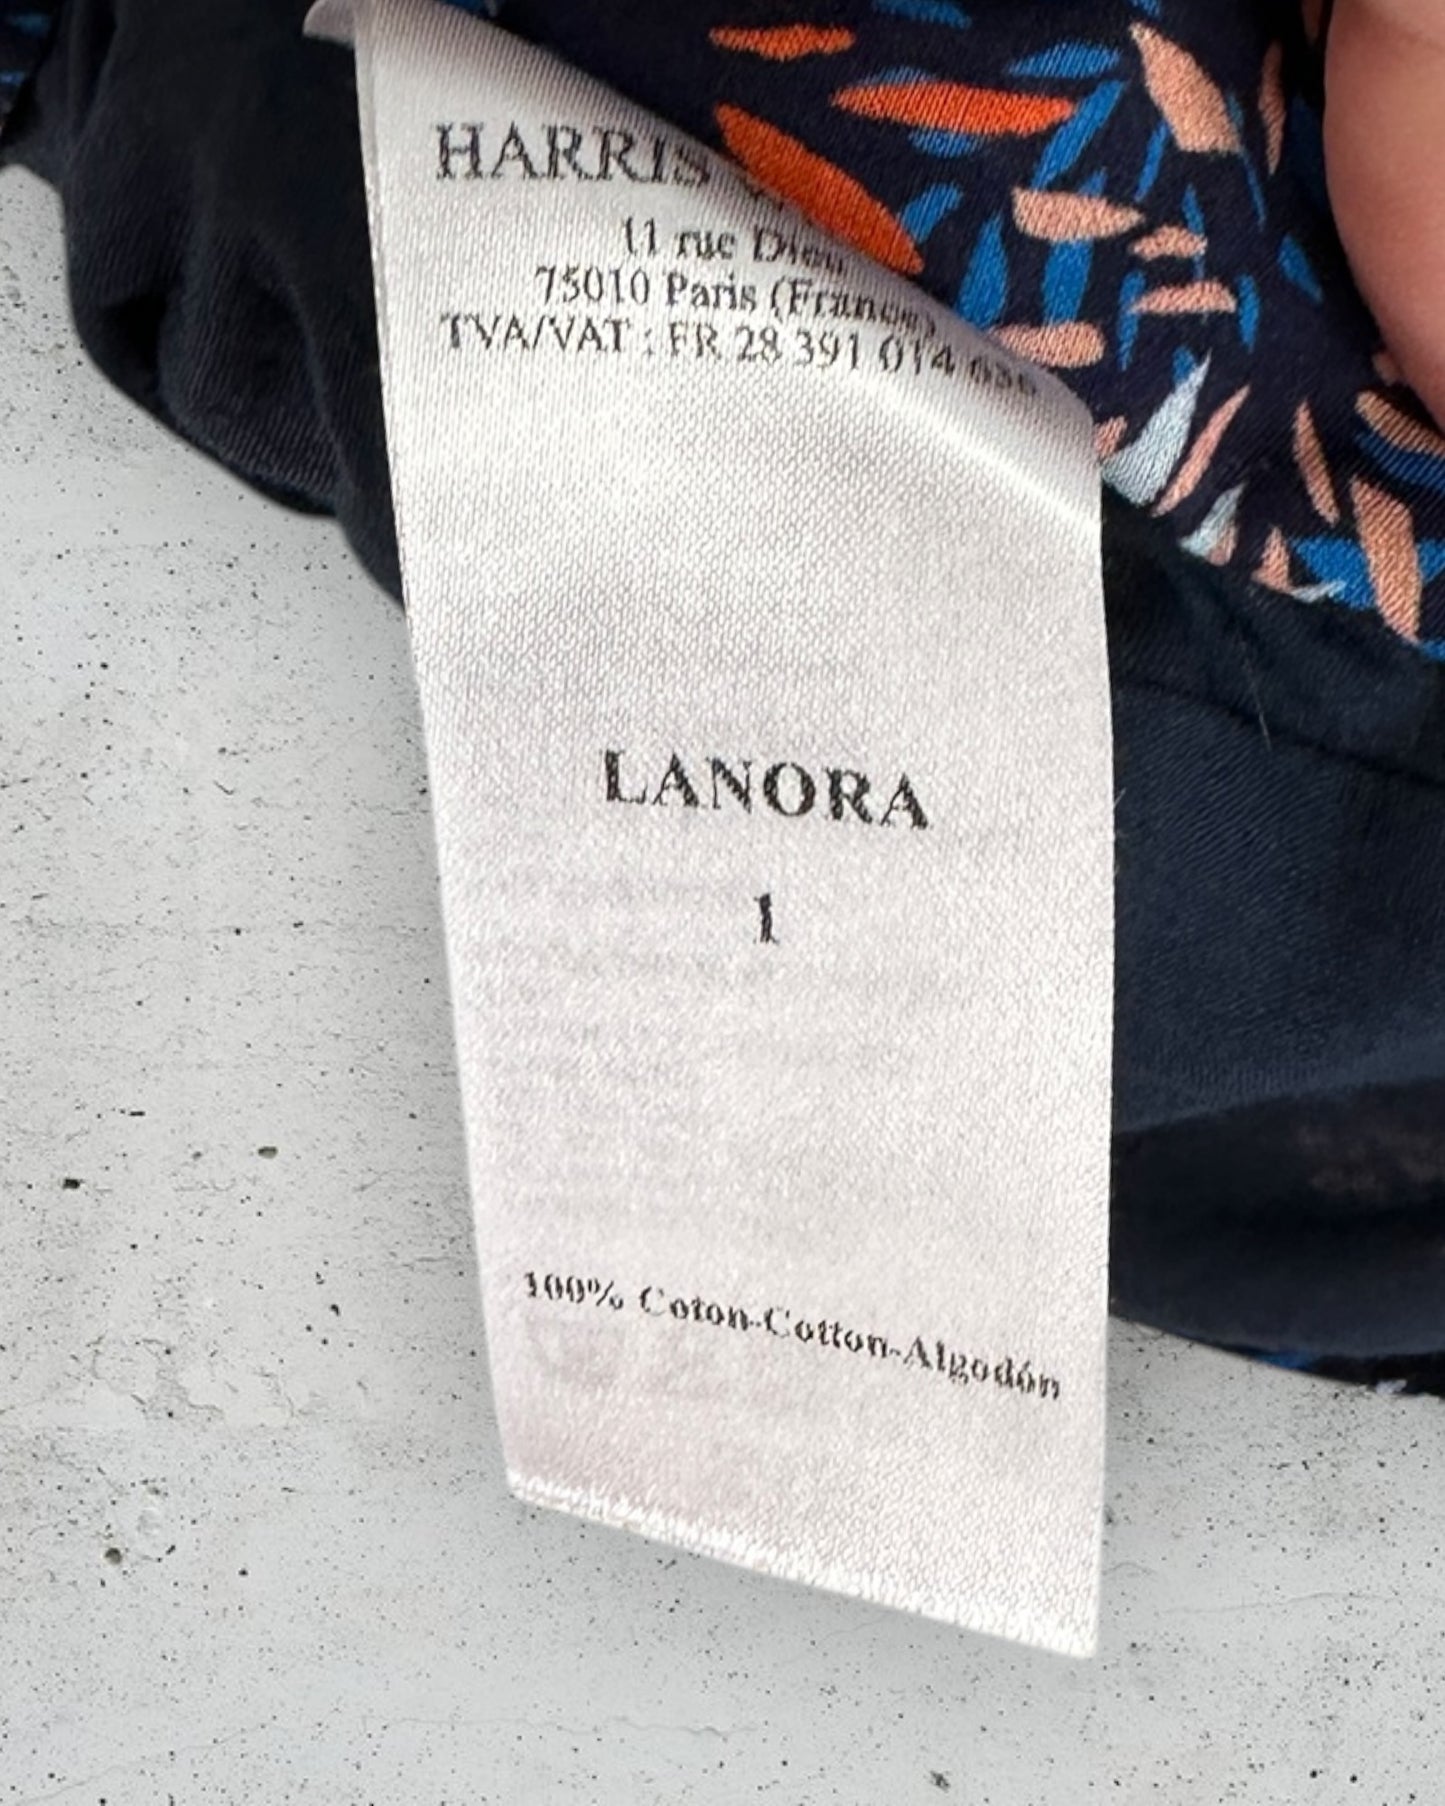 HARRIS
11 rue Dieu
75010 Paris (France)
TVA/VAT : FR 28 391 014
LANORA
1
100% Coton-Cotton-Algodón